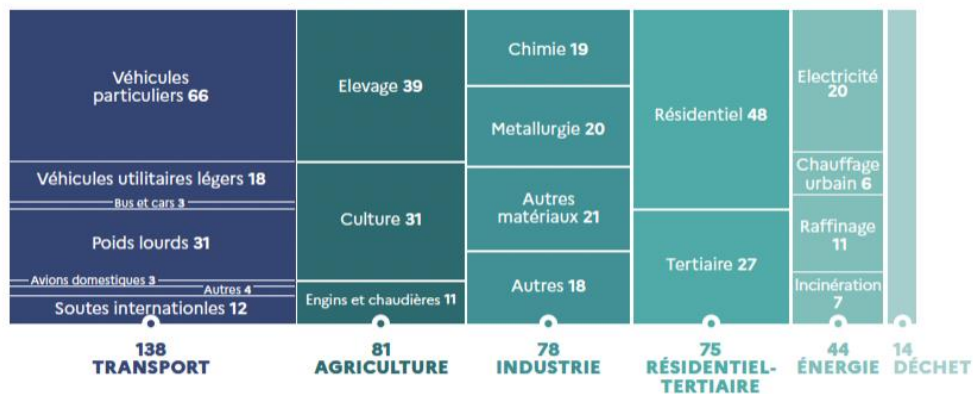 Véhicules
particuliers 66
Véhicules utilitaires légers 18
Bus et cars 3
Poids lourds 31
Avions domestiques 3
Autres 4
Soutes internationles 12
138
TRANSPORT
Elevage 39
Culture 31
Engins et chaudières 11
81
AGRICULTURE
Chimie 19
Metallurgie 20
Autres
matériaux 21
Autres 18
78
INDUSTRIE
Résidentiel 48
Tertiaire 27
75
RÉSIDENTIEL-
TERTIAIRE
Electricité
20
Chauffage
urbain 6
Raffinage
11
Incinération
7
44
ÉNERGIE
14
DÉCHET